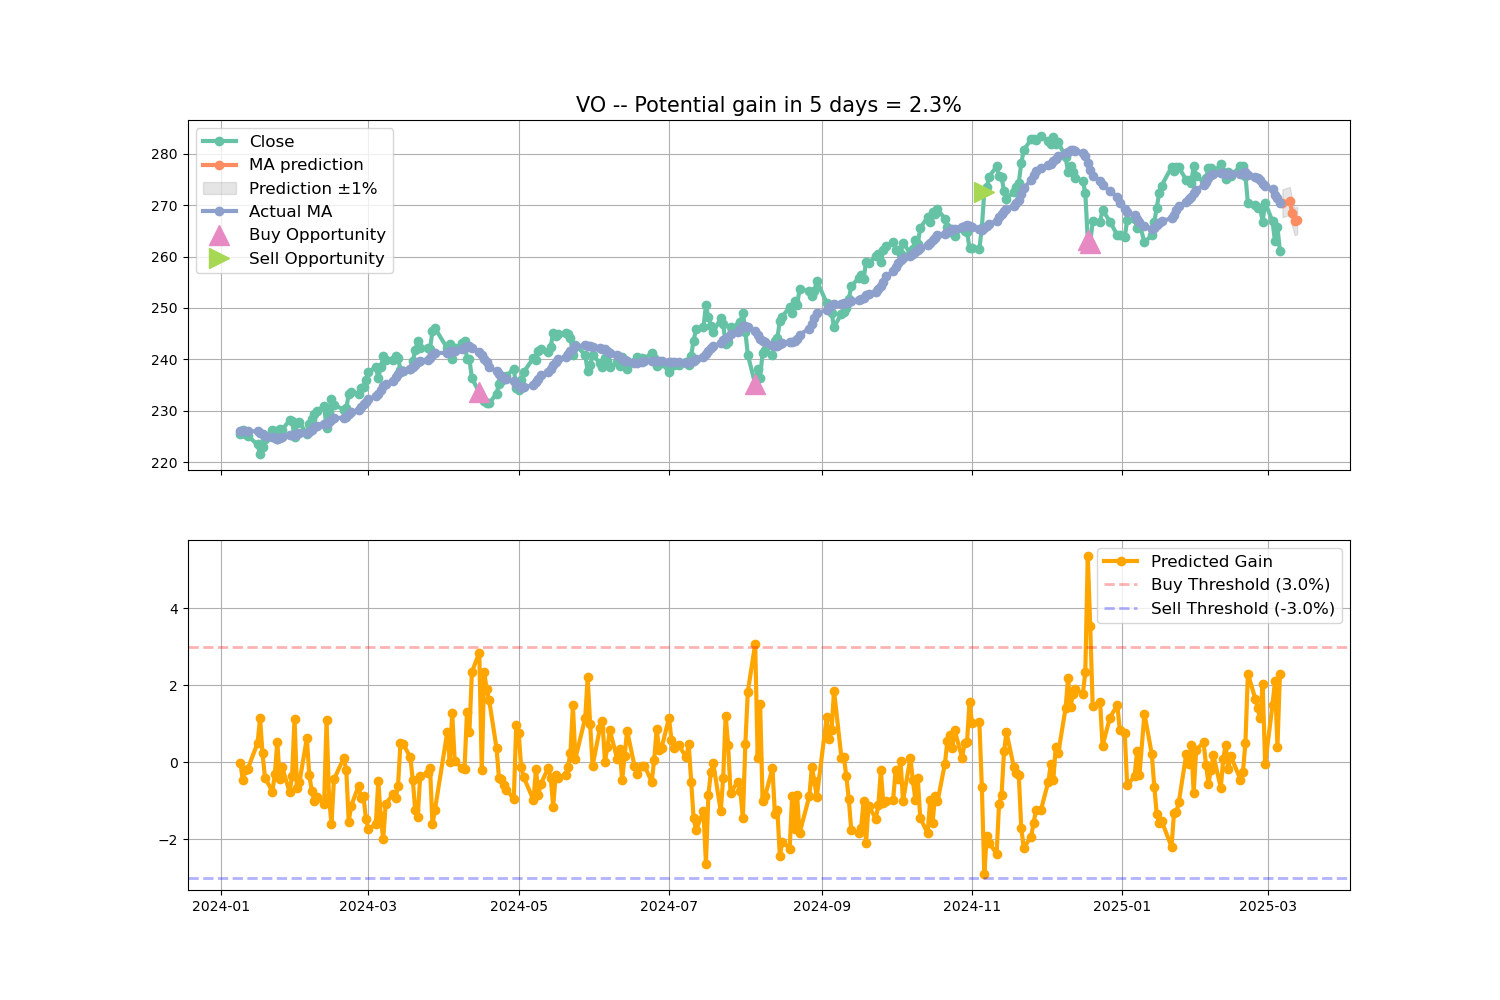 VO -- Potential gain in 5 days = 2.3%
Close
MA prediction
Prediction ±1%
Actual MA
Buy Opportunity
Sell Opportunity
280
270
260
250
240
230
220
Predicted Gain
Buy Threshold (3.0%)
Sell Threshold (-3.0%)
4
2
0
−2
2024-01 2024-03 2024-05 2024-07 2024-09 2024-11 2025-01 2025-03